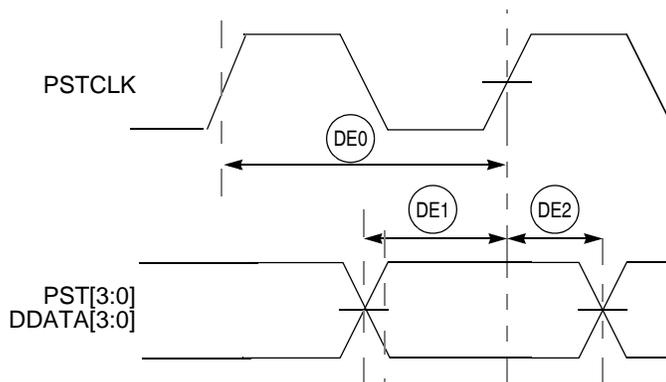 PSTCLK
DE0
DE1
DE2
PST[3:0]
DDATA[3:0]